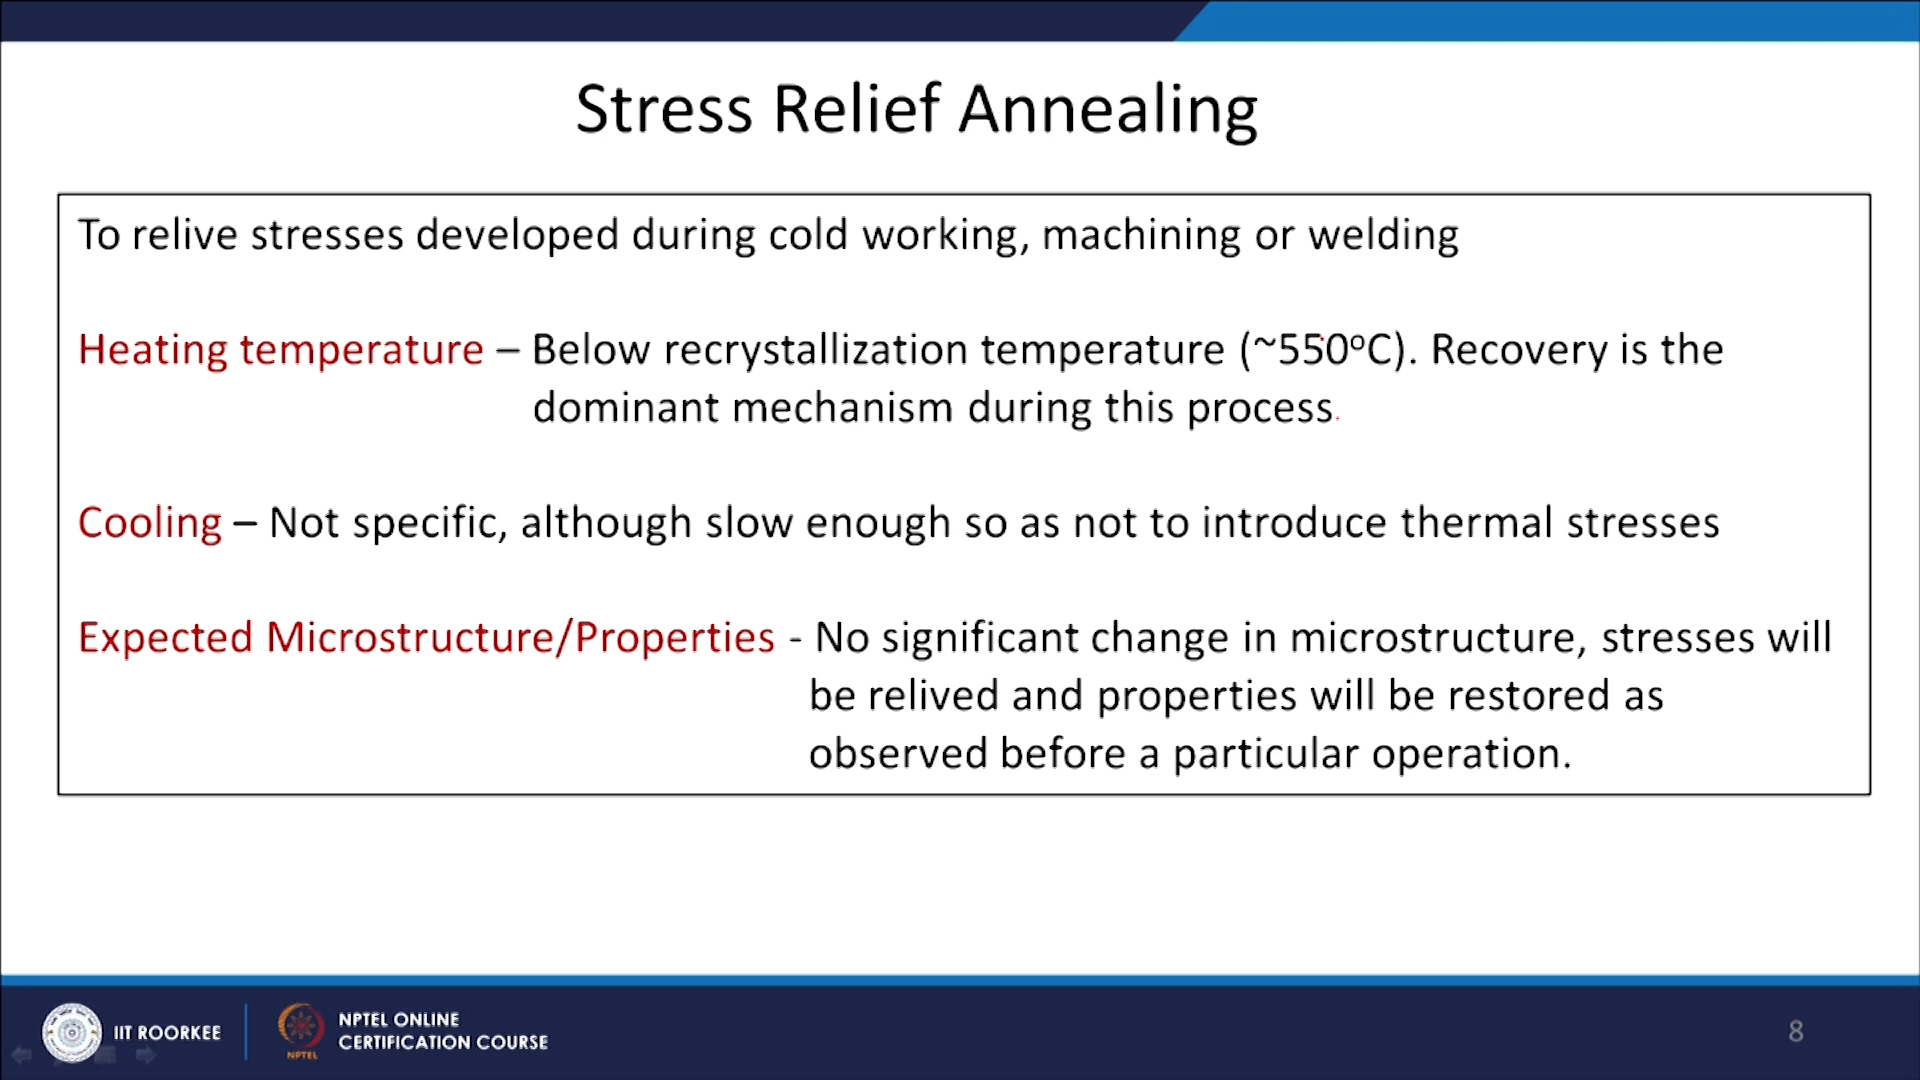 Stress Relief Annealing
To relive stresses developed during cold working, machining or welding
Heating temperature – Below recrystallization temperature (~550°C). Recovery is the
dominant mechanism during this process.
Cooling – Not specific, although slow enough so as not to introduce thermal stresses
Expected Microstructure/Properties - No significant change in microstructure, stresses will
be relived and properties will be restored as
observed before a particular operation.
IIT ROORKEE
NPTEL
NPTEL ONLINE
CERTIFICATION COURSE
8